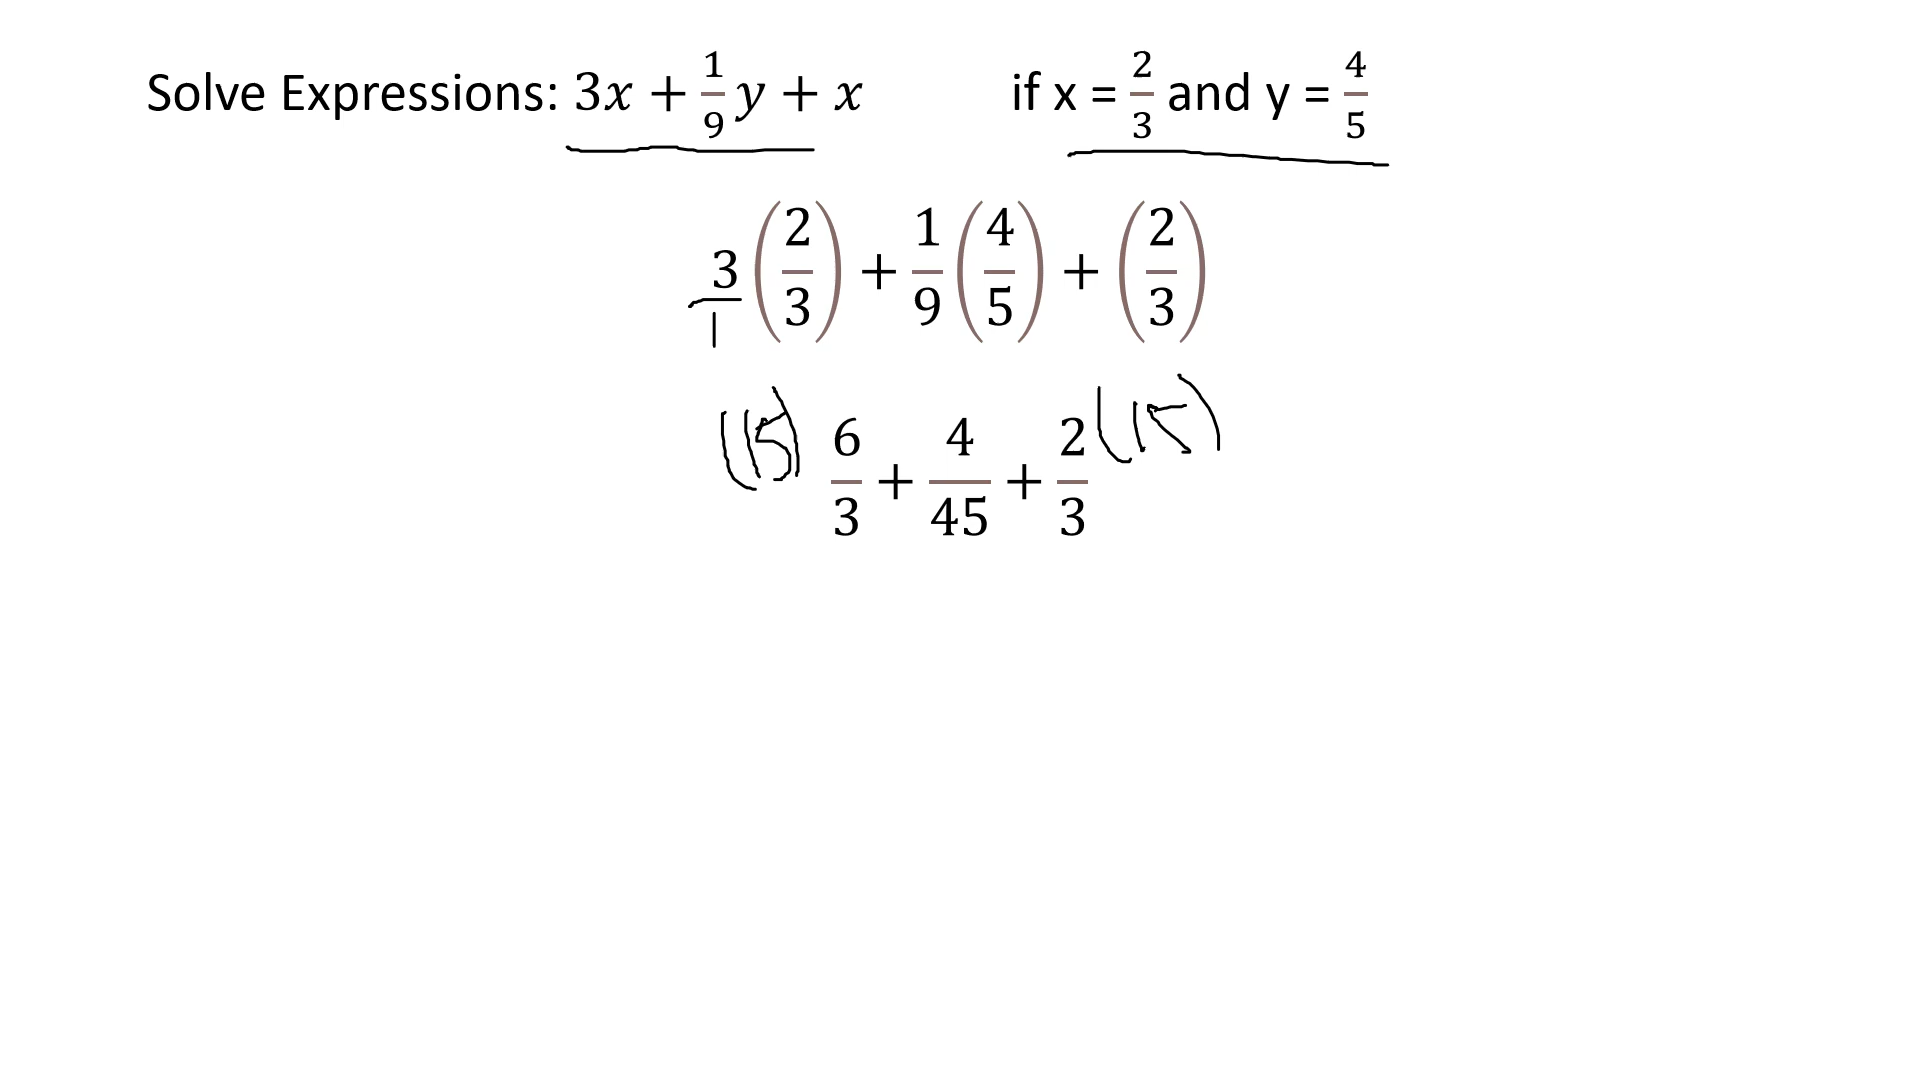 Solve Expressions: 3x + 1/9 y + x if x = 2/3 and y = 4/5
3/1 (2/3) + 1/9 (4/5) + (2/3)
(15) 6/3 + 4/45 + 2/3 (15)